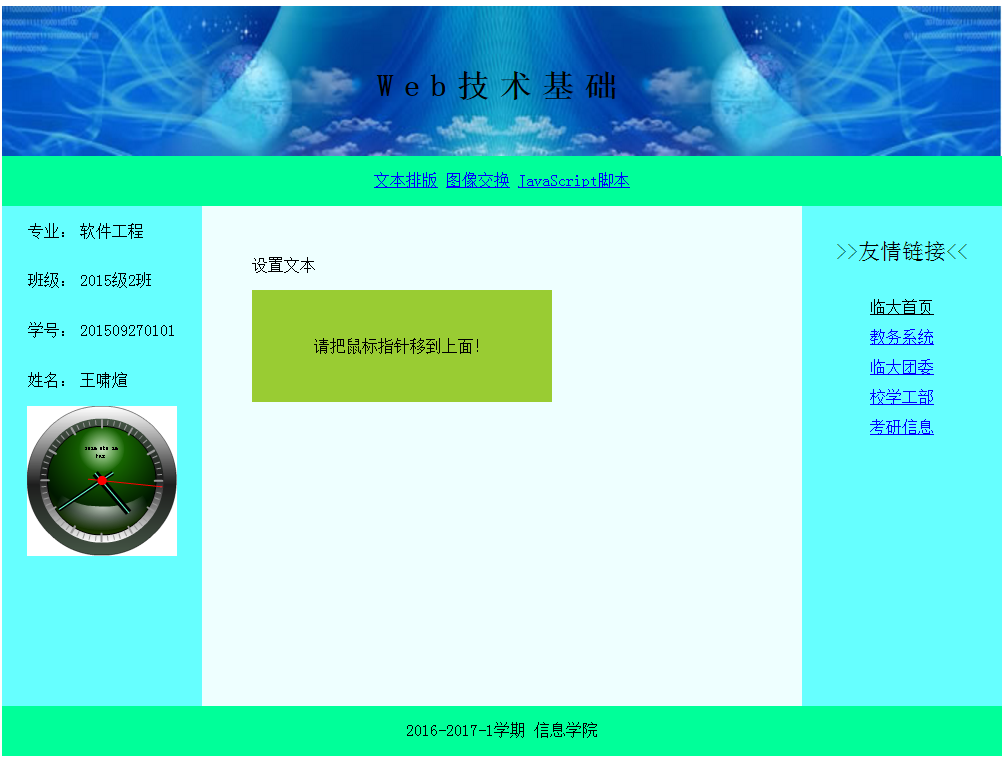 Web技术基础
文本排版 图像交换 JavaScript脚本
专业： 软件工程
班级： 2015级2班
学号： 201509270101
姓名： 王啸煊
设置文本
请把鼠标指针移到上面！
>>友情链接<<
临大首页
教务系统
临大团委
校学工部
考研信息
2016-2017-1学期 信息学院